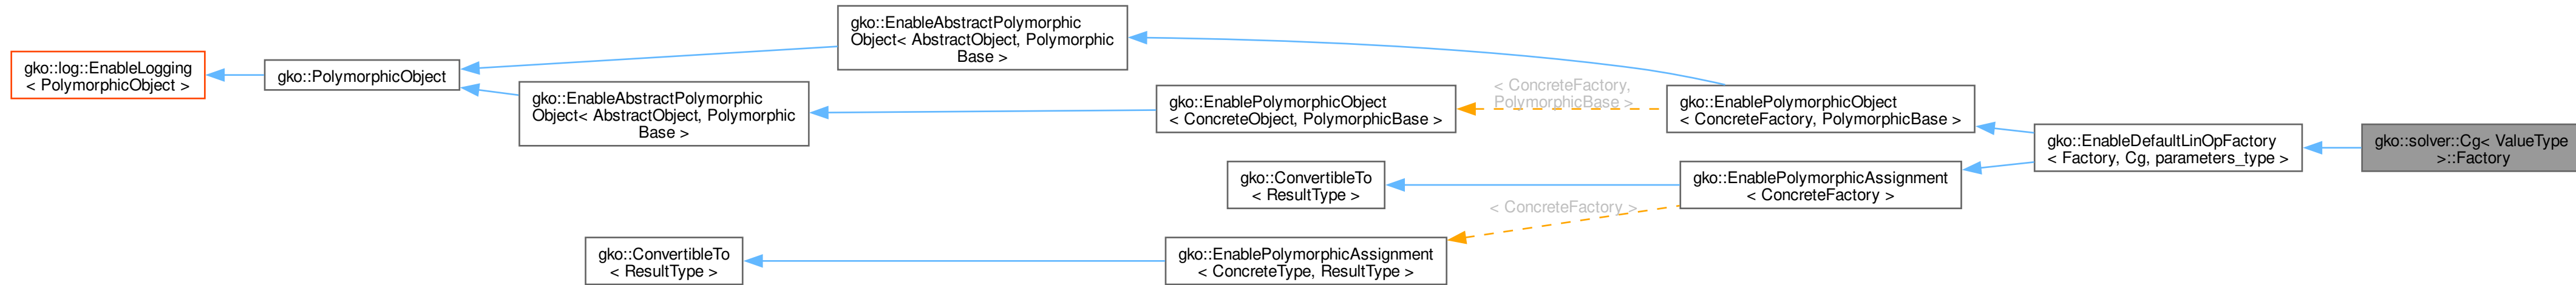 gko::log::EnableLogging
< PolymorphicObject >
gko::PolymorphicObject
gko::EnableAbstractPolymorphic
Object< AbstractObject, Polymorphic
Base >
gko::EnableAbstractPolymorphic
Object< AbstractObject, Polymorphic
Base >
gko::EnablePolymorphicObject
< ConcreteObject, PolymorphicBase >
< ConcreteFactory,
PolymorphicBase >
gko::EnablePolymorphicObject
< ConcreteFactory, PolymorphicBase >
gko::EnableDefaultLinOpFactory
< Factory, Cg, parameters_type >
gko::solver::Cg< ValueType
>::Factory
gko::ConvertibleTo
< ResultType >
gko::EnablePolymorphicAssignment
< ConcreteFactory >
< ConcreteFactory >
gko::ConvertibleTo
< ResultType >
gko::EnablePolymorphicAssignment
< ConcreteType, ResultType >